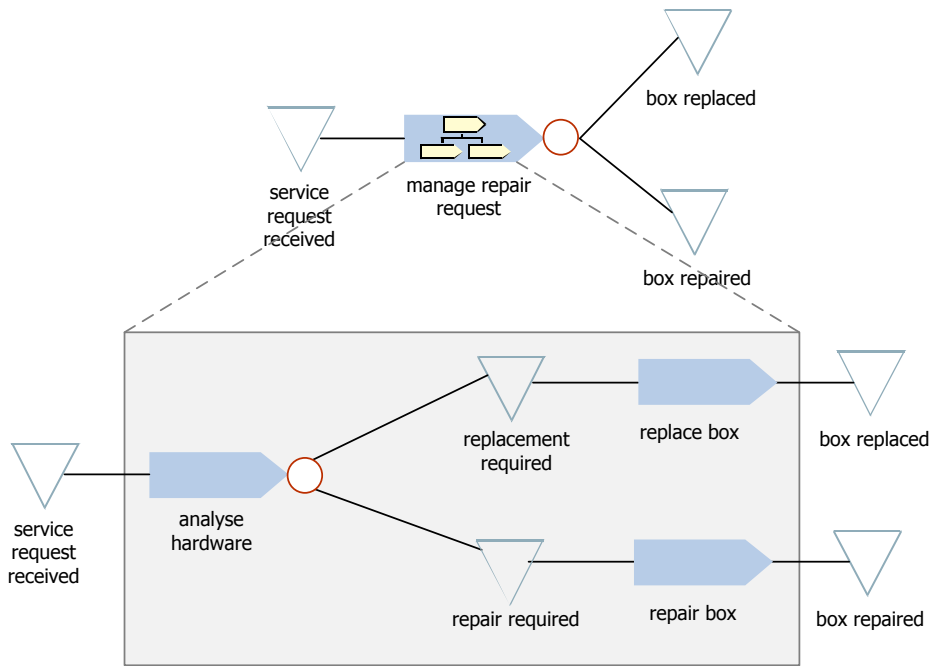 box replaced
manage repair
request
service
request
received
box repaired
replacement
required
replace box
box replaced
analyse
hardware
service
request
received
repair required
repair box
box repaired